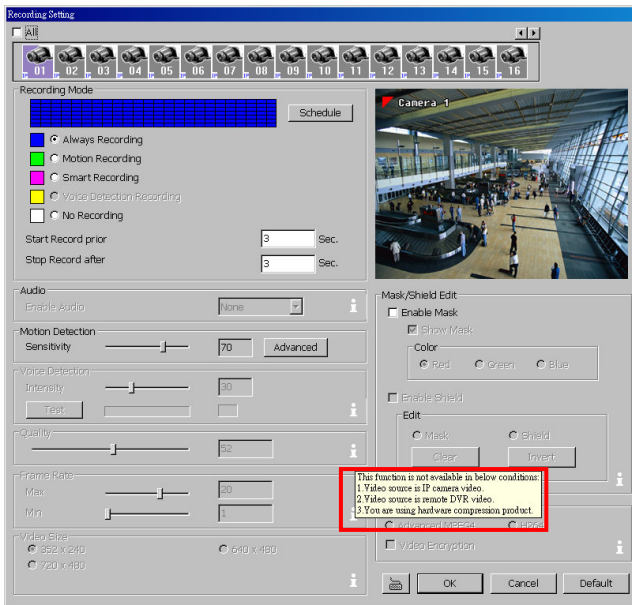 Recording Setting
All
01 02 03 04 05 06 07 08 09 10 11 12 13 14 15 16
Recording Mode
Schedule
Always Recording
Motion Recording
Smart Recording
Voice Detection Recording
No Recording
Start Record prior 3 Sec.
Stop Record after 3 Sec.
Camera 1
Audio
Enable Audio None
Motion Detection
Sensitivity 70 Advanced
Voice Detection
Intensity 30
Test
Quality
52
Frame Rate
Max 20
Min 1
Video Size
352 x 240 640 x 480
720 x 480
Mask/Shield Edit
Enable Mask
Show Mask
Color
Red Green Blue
Enable Shield
Edit
Mask Shield
Clear Invert
This function is not available in below conditions:
1.Video source is IP camera video.
2.Video source is remote DVR video.
3.You are using hardware compression product.
Advanced MPEG4 H264
Video Encryption
OK Cancel Default